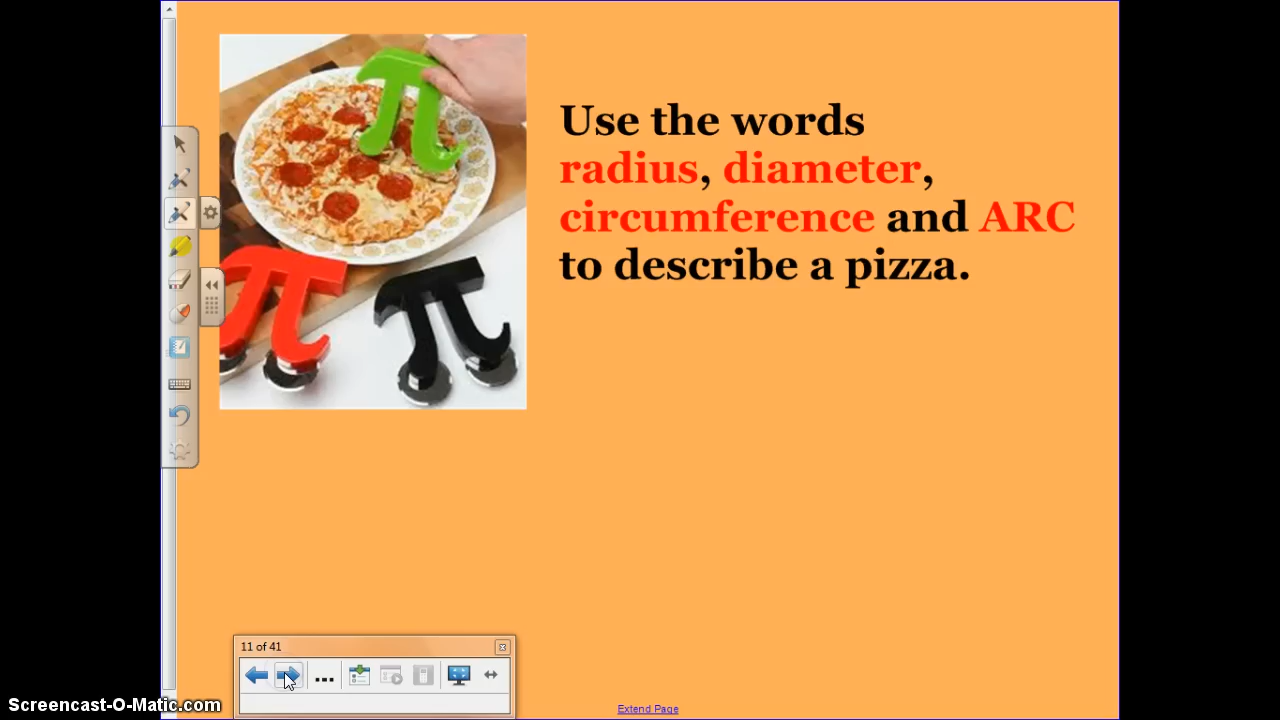 Use the words
radius, diameter,
circumference and ARC
to describe a pizza.
11 of 41
Extend Page
Screencast-O-Matic.com